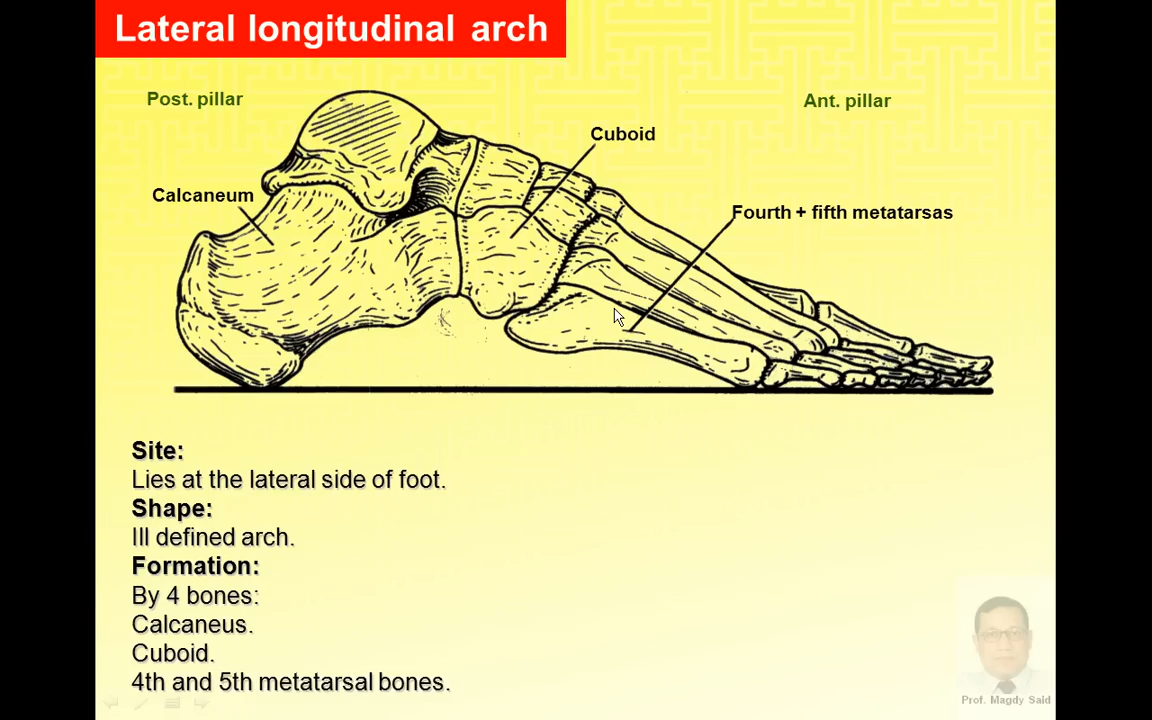 Lateral longitudinal arch
Post. pillar
Ant. pillar
Cuboid
Calcaneum
Fourth + fifth metatarsas
Site:
Lies at the lateral side of foot.
Shape:
Ill defined arch.
Formation:
By 4 bones:
Calcaneus.
Cuboid.
4th and 5th metatarsal bones.
Prof. Magdy Said